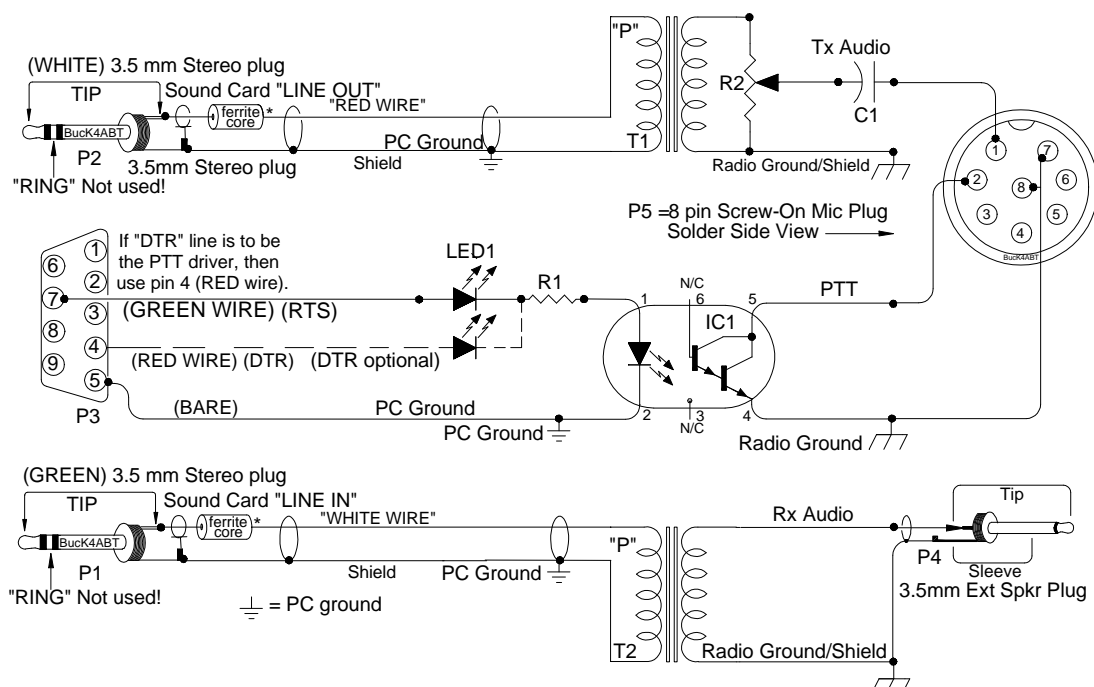 "P"
(WHITE) 3.5 mm Stereo plug
TIP
Sound Card "LINE OUT"
ferrite
core
*
"RED WIRE"
BucK4ABT
P2
3.5mm Stereo plug
"RING" Not used!
PC Ground
Shield
T1
R2
Tx Audio
C1
Radio Ground/Shield
P5 =8 pin Screw-On Mic Plug
Solder Side View
1
7
2
8
6
3
5
4
BucK4ABT
1
6
2
7
3
8
4
9
5
P3
If "DTR" line is to be
the PTT driver, then
use pin 4 (RED wire).
(GREEN WIRE) (RTS)
(RED WIRE) (DTR)
(DTR optional)
(BARE)
PC Ground
PC Ground
LED1
R1
1
N/C
6
5
IC1
2
3
N/C
4
PTT
Radio Ground
(GREEN) 3.5 mm Stereo plug
TIP
Sound Card "LINE IN"
ferrite
core
*
"WHITE WIRE"
BucK4ABT
P1
"RING" Not used!
Shield
PC Ground
= PC ground
"P"
T2
Rx Audio
Radio Ground/Shield
Tip
P4
Sleeve
3.5mm Ext Spkr Plug